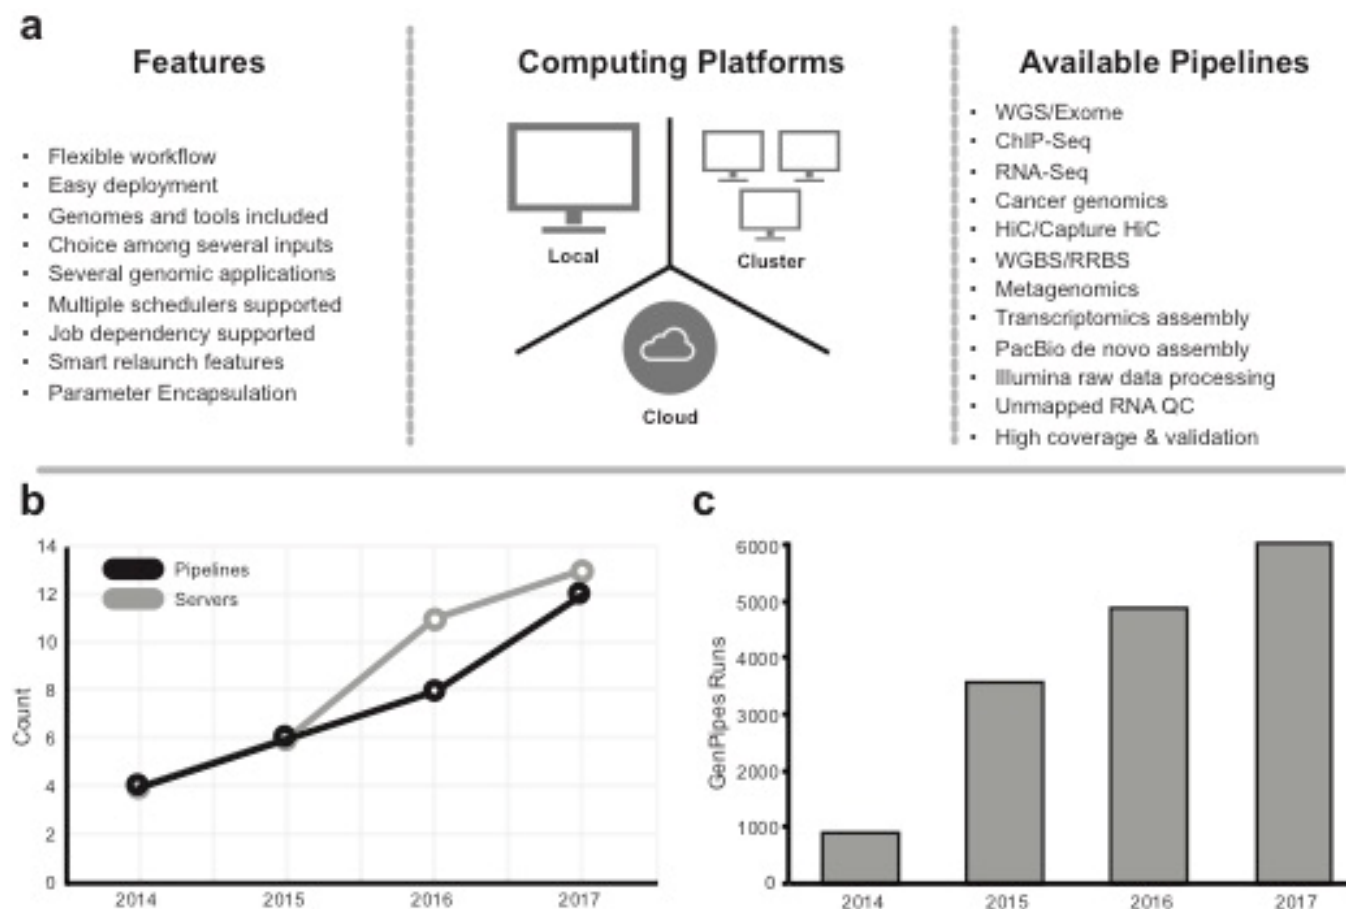 a
Features
• Flexible workflow
• Easy deployment
• Genomes and tools included
• Choice among several inputs
• Several genomic applications
• Multiple schedulers supported
• Job dependency supported
• Smart relaunch features
• Parameter Encapsulation
Computing Platforms
Local
Cluster
Cloud
Available Pipelines
• WGS/Exome
• ChIP-Seq
• RNA-Seq
• Cancer genomics
• HiC/Capture HiC
• WGBS/RRBS
• Metagenomics
• Transcriptomics assembly
• PacBio de novo assembly
• Illumina raw data processing
• Unmapped RNA QC
• High coverage & validation
b
Count
14
12
10
8
6
4
2
0
Pipelines
Servers
2014 2015 2016 2017
c
GenPipes Runs
6000
5000
4000
3000
2000
1000
0
2014 2015 2016 2017